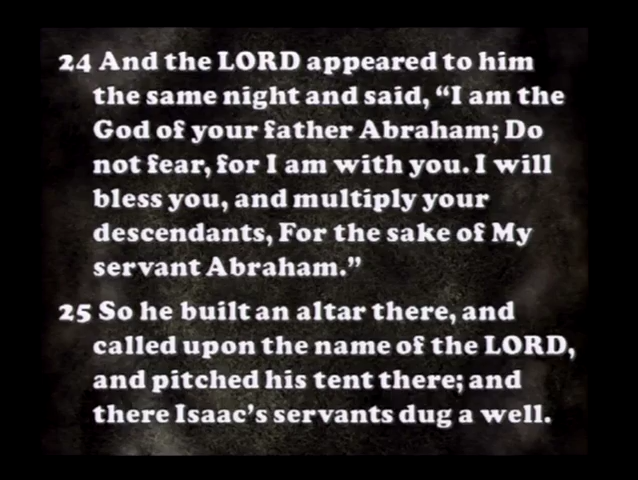 24 And the LORD appeared to him
the same night and said, “I am the
God of your father Abraham; Do
not fear, for I am with you. I will
bless you, and multiply your
descendants, For the sake of My
servant Abraham.”
25 So he built an altar there, and
called upon the name of the LORD,
and pitched his tent there; and
there Isaac’s servants dug a well.